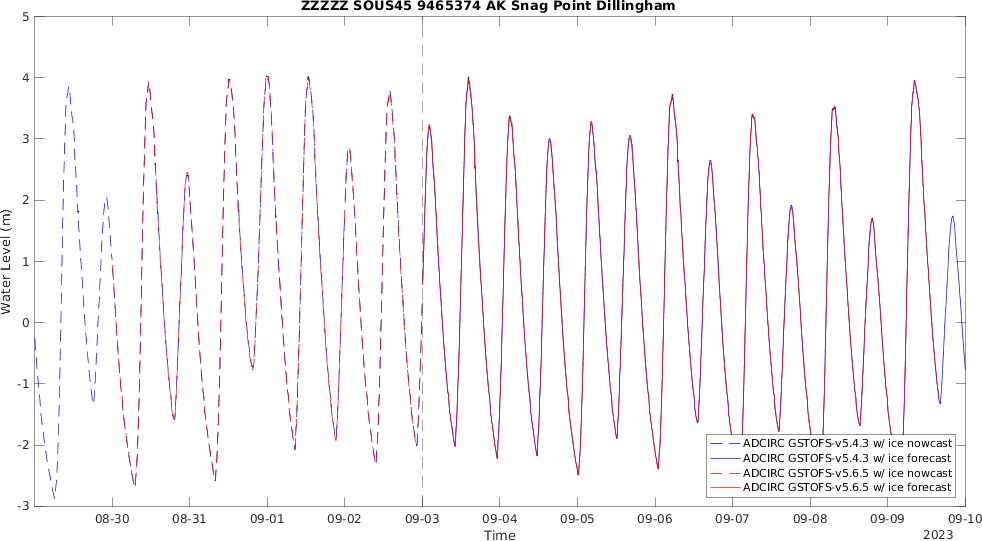 ZZZZZ SOUS45 9465374 AK Snag Point Dillingham
Water Level (m)
5
4
3
2
1
0
-1
-2
-3
ADCIRC GSTOFS-v5.4.3 w/ ice nowcast
ADCIRC GSTOFS-v5.4.3 w/ ice forecast
ADCIRC GSTOFS-v5.6.5 w/ ice nowcast
ADCIRC GSTOFS-v5.6.5 w/ ice forecast
08-30 08-31 09-01 09-02 09-03 09-04 09-05 09-06 09-07 09-08 09-09 09-10
Time
2023